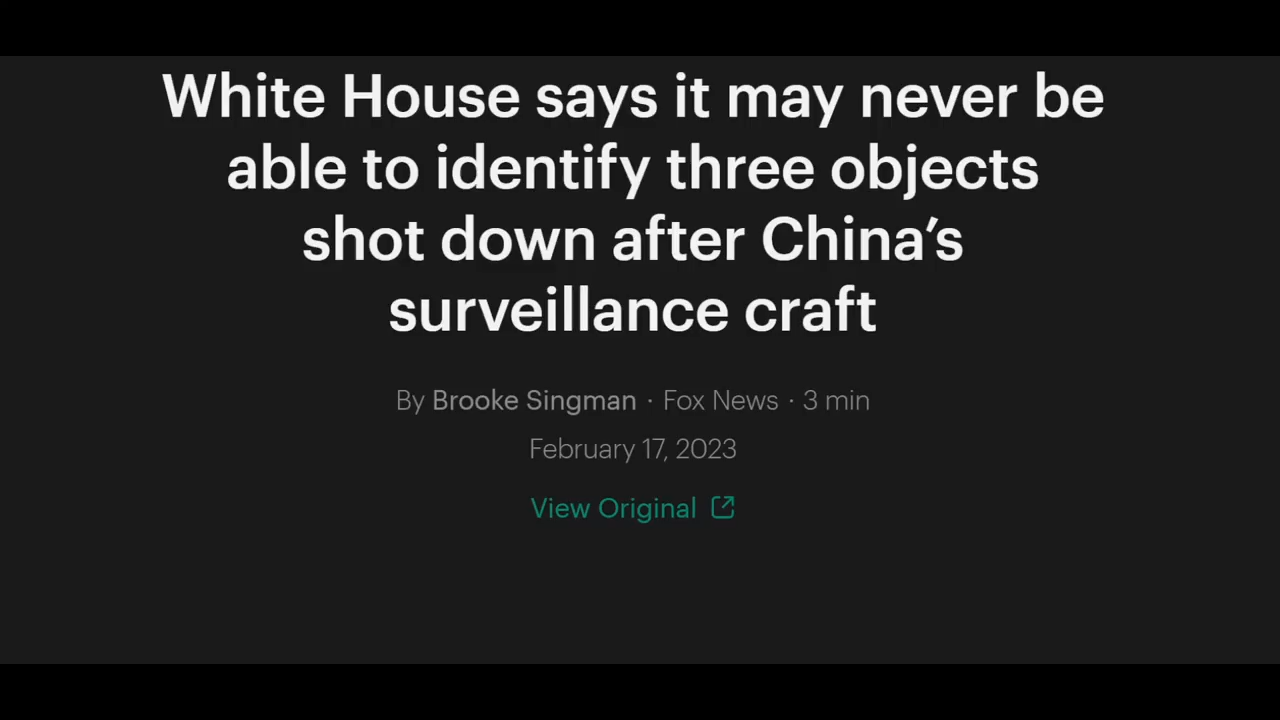 White House says it may never be
able to identify three objects
shot down after China’s
surveillance craft
By Brooke Singman · Fox News · 3 min
February 17, 2023
View Original